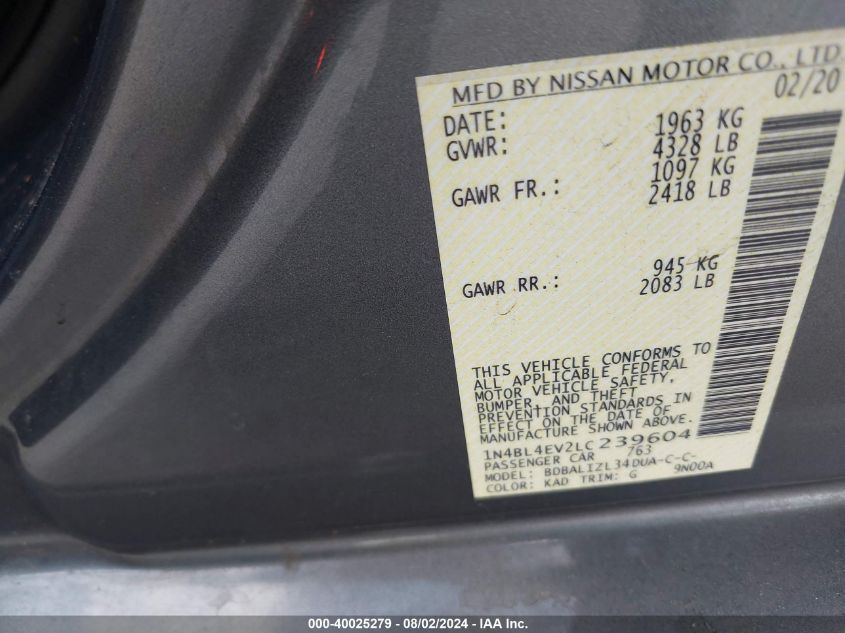 MFD BY NISSAN MOTOR CO., LTD.
02/20
DATE:
1963 KG
GVWR:
4328 LB
1097 KG
GAWR FR.:
2418 LB
945 KG
GAWR RR.:
2083 LB
THIS VEHICLE CONFORMS TO
ALL APPLICABLE FEDERAL
MOTOR VEHICLE SAFETY,
BUMPER, AND THEFT
PREVENTION STANDARDS IN
EFFECT ON THE DATE OF
MANUFACTURE SHOWN ABOVE.
1N4BL4EV2LC239604
PASSENGER CAR 763
MODEL: BDBALIZL34DUA-C-C-
COLOR: KAD TRIM: G 9N00A
000-40025279 - 08/02/2024 - IAA Inc.